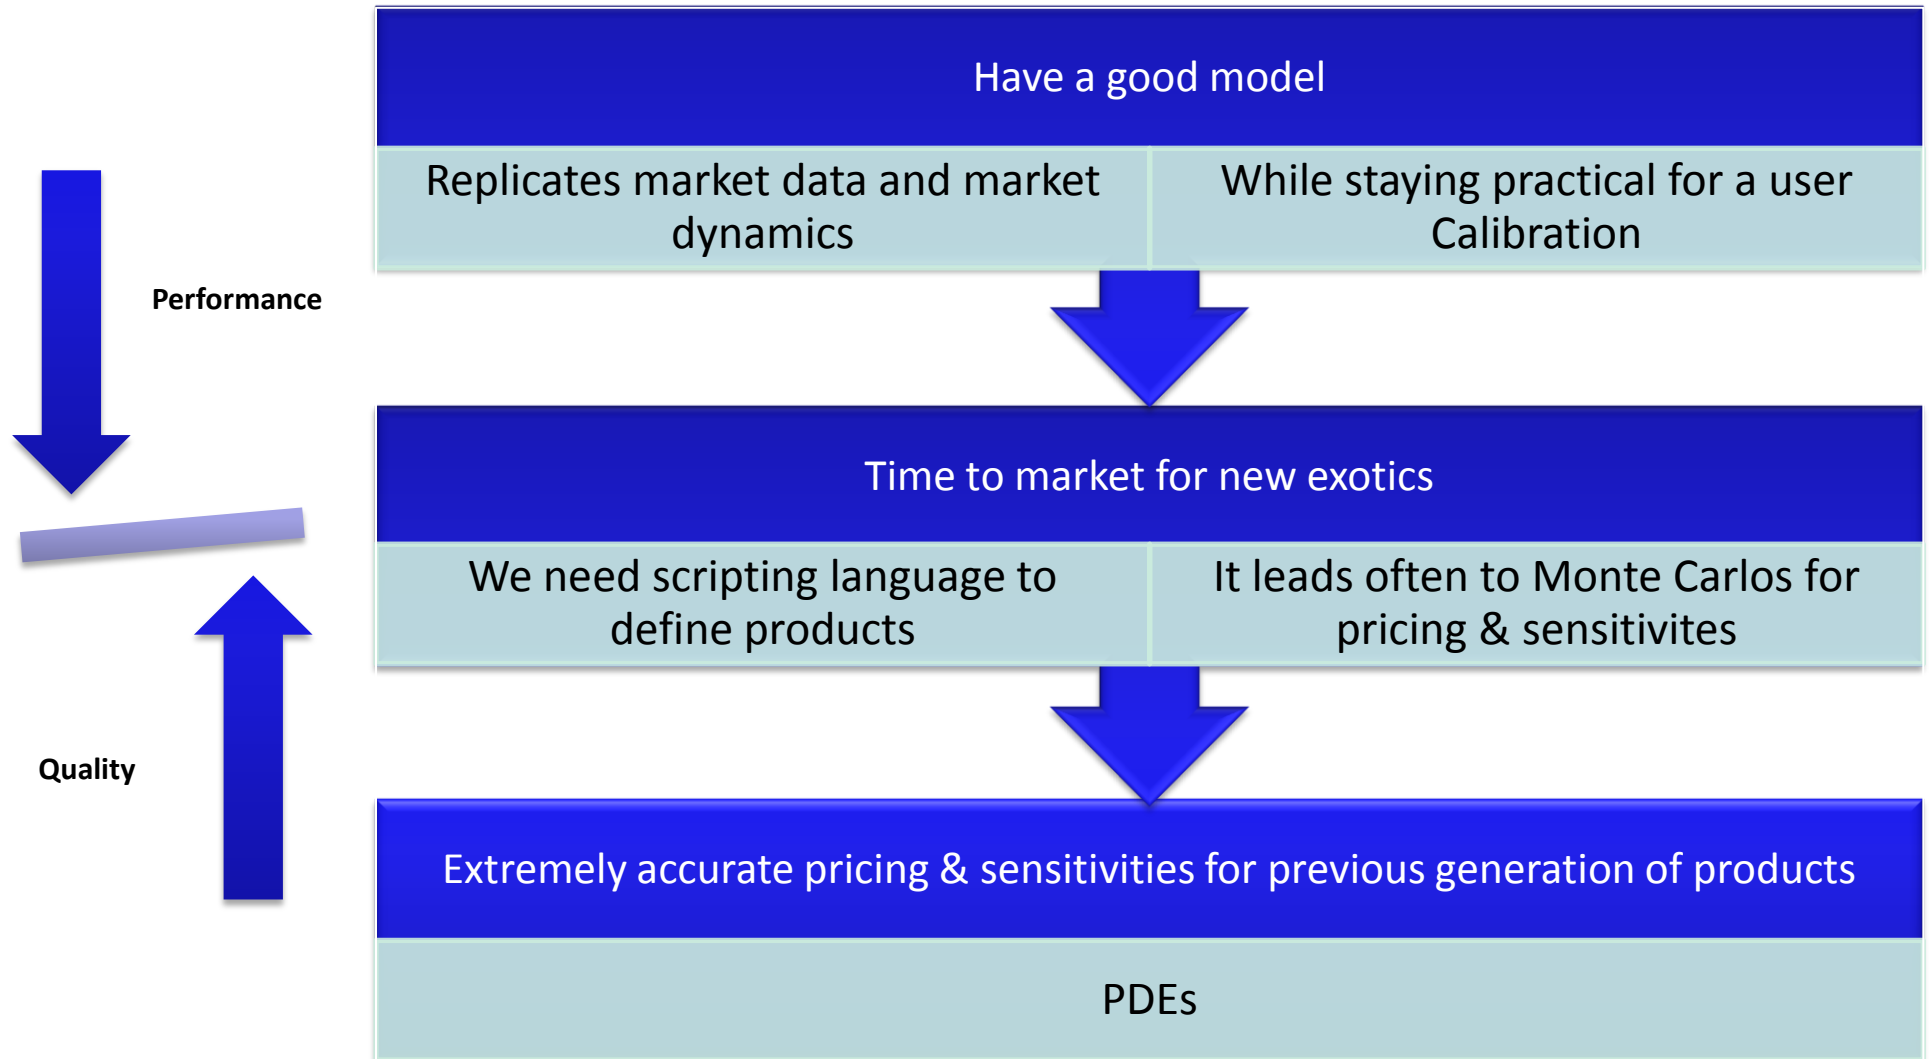 Have a good model
Replicates market data and market
dynamics
While staying practical for a user
Calibration
Performance
Time to market for new exotics
We need scripting language to
define products
It leads often to Monte Carlos for
pricing & sensitivites
Quality
Extremely accurate pricing & sensitivities for previous generation of products
PDEs